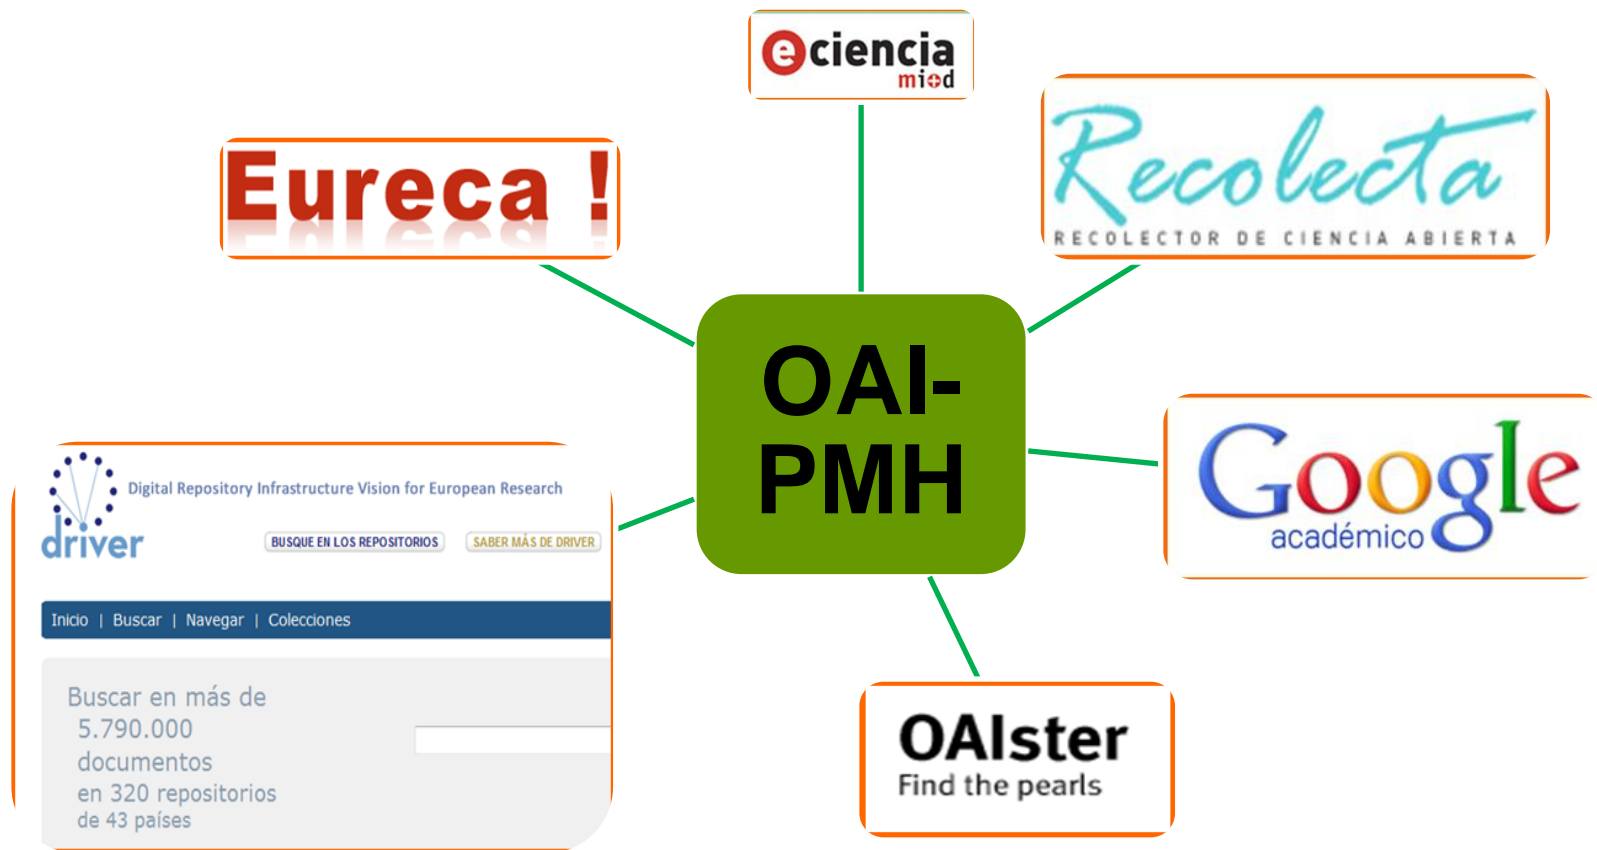 eciencia
mi+d
Eureca !
Recolecta
RECOLECTOR DE CIENCIA ABIERTA
OAI-
PMH
Google
académico
Digital Repository Infrastructure Vision for European Research
driver
BUSQUE EN LOS REPOSITORIOS
SABER MÁS DE DRIVER
Inicio | Buscar | Navegar | Colecciones
Buscar en más de
5.790.000
documentos
en 320 repositorios
de 43 países
OAIster
Find the pearls